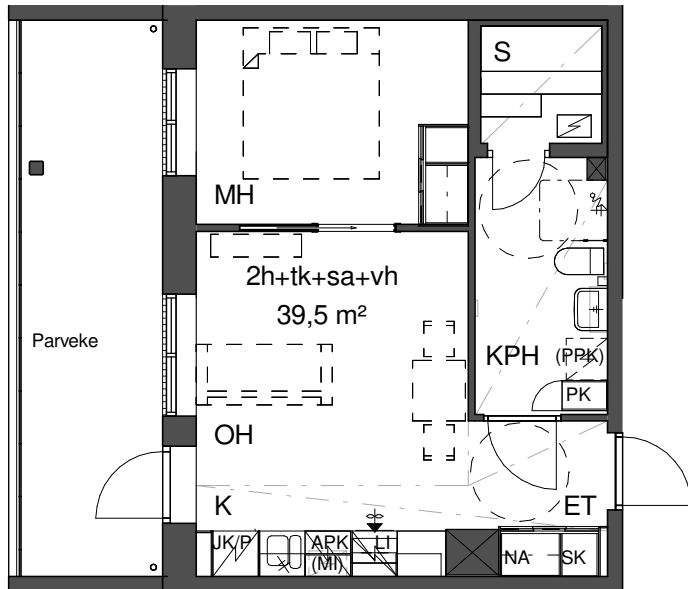 S
MH
2h+tk+sa+vh
39,5 m²
Parveke
KPH
(PPK)
PK
OH
K
ET
JK/P
APK
(MI)
LI
NA
SK